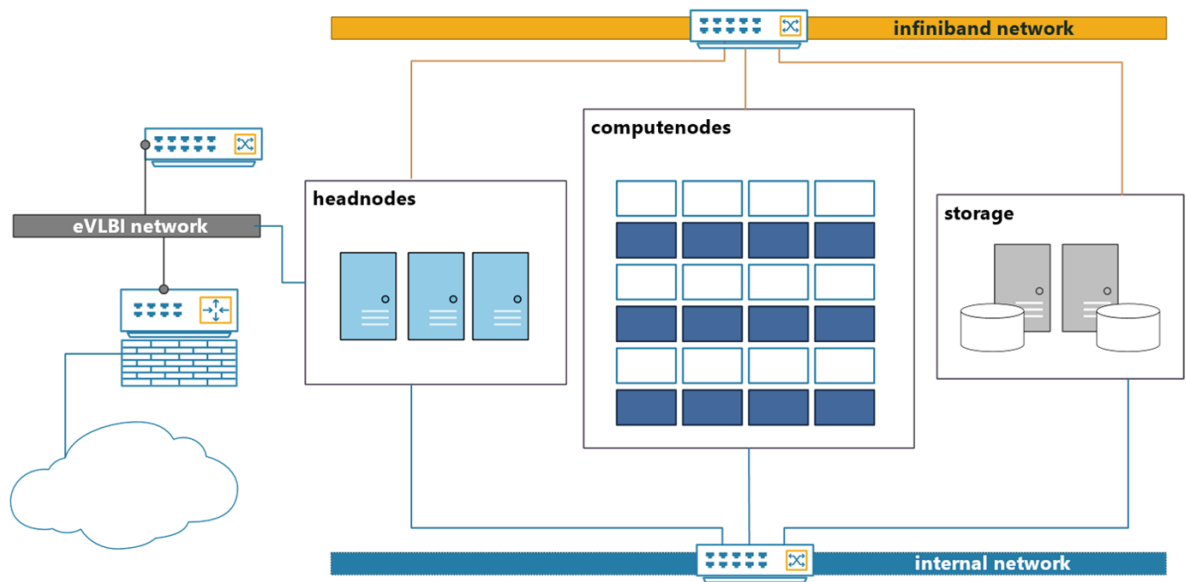 infiniband network
computenodes
headnodes
storage
eVLBI network
internal network